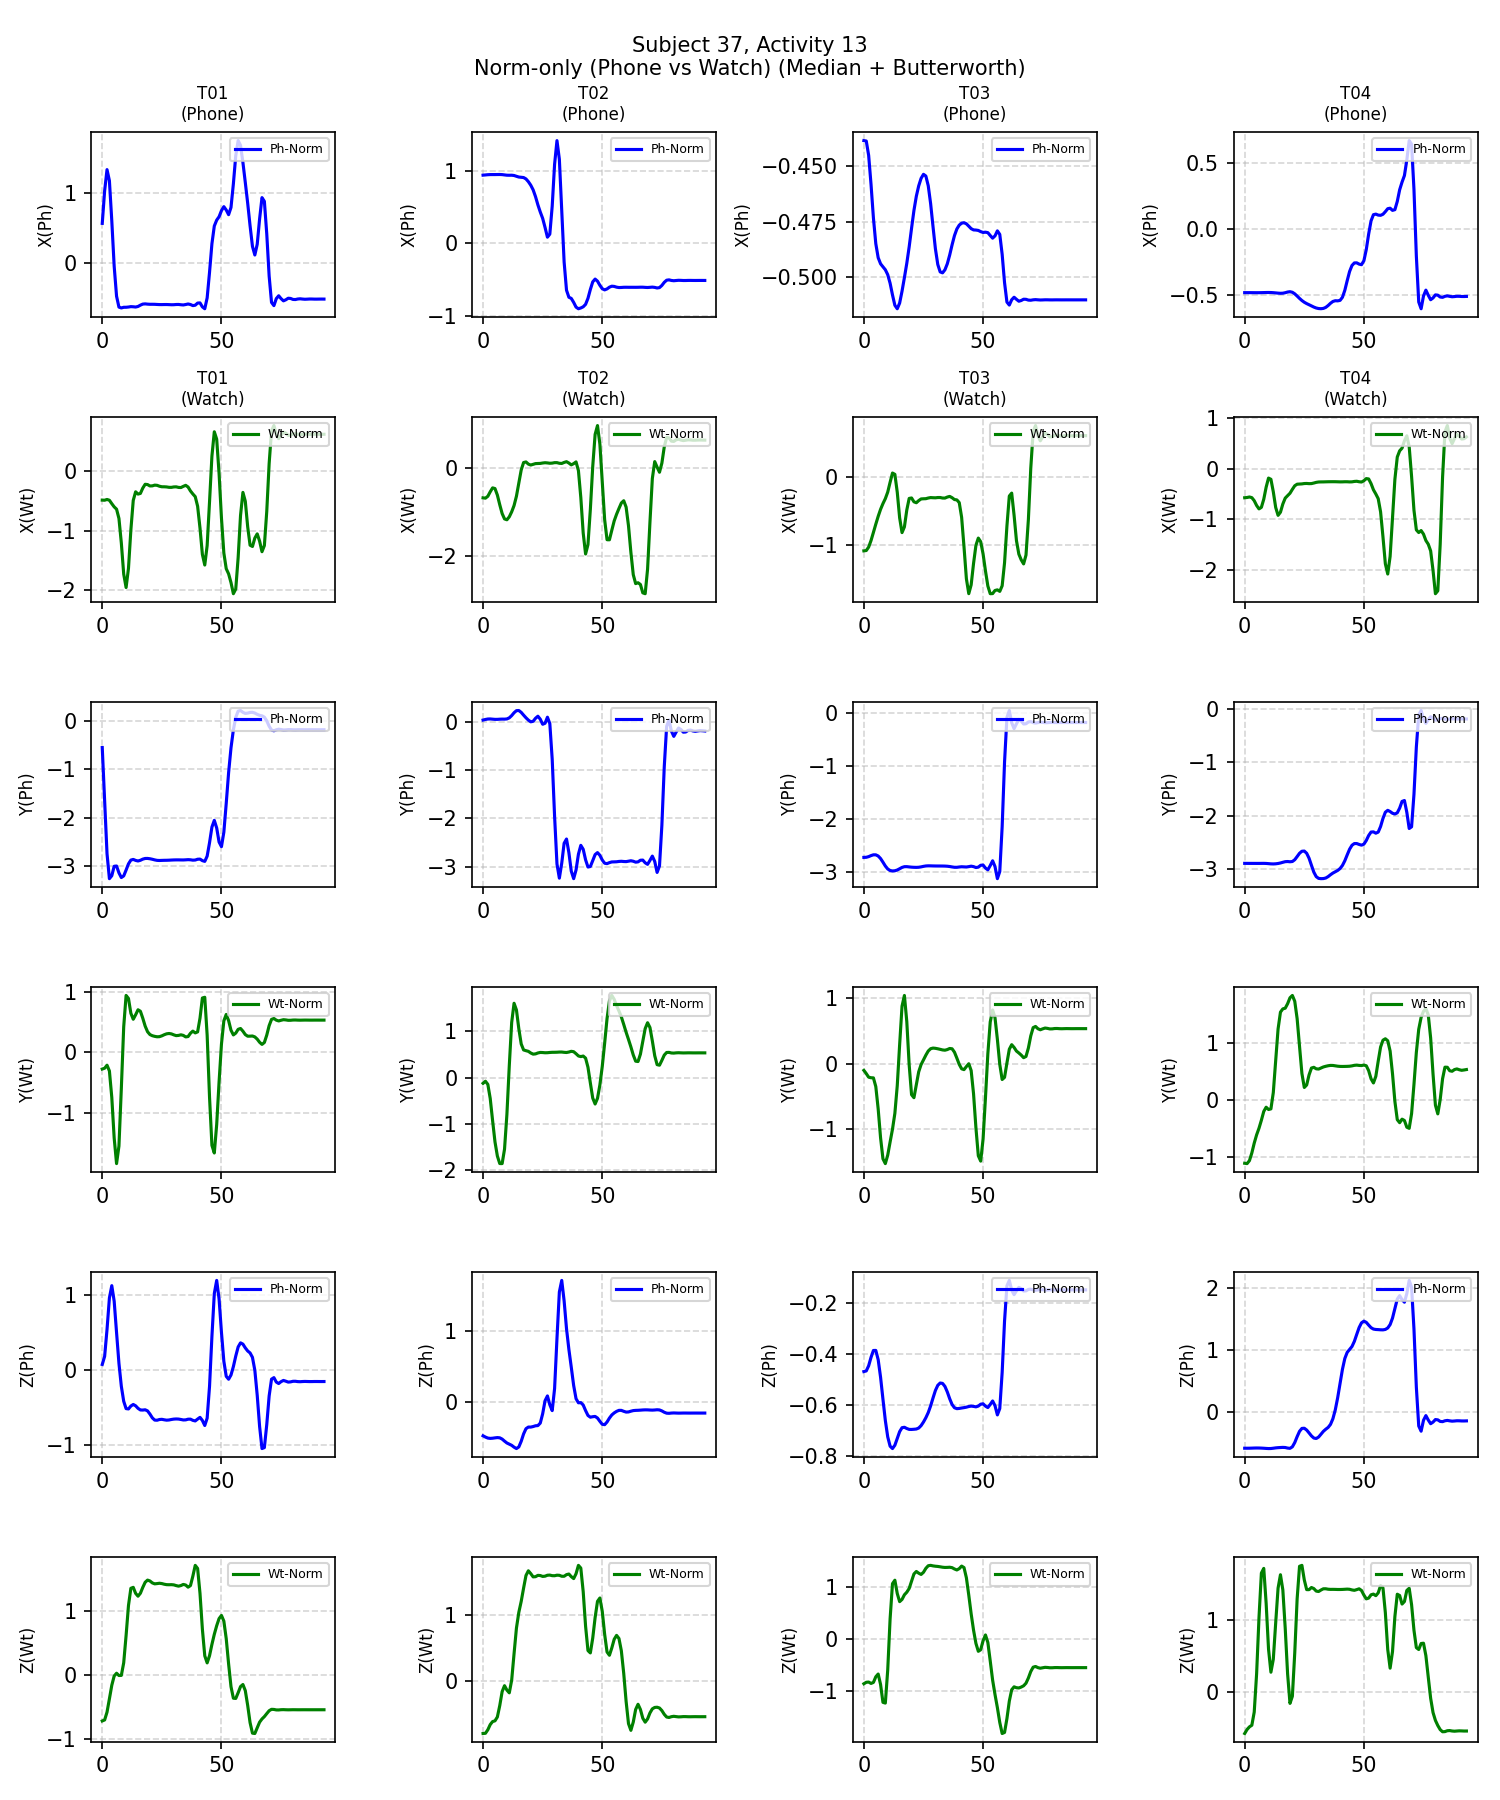 Subject 37, Activity 13
Norm-only (Phone vs Watch) (Median + Butterworth)
T01
(Phone)
T02
(Phone)
T03
(Phone)
T04
(Phone)
X(Ph)
1
0
Ph-Norm
0
50
X(Ph)
1
0
−1
Ph-Norm
0
50
X(Ph)
−0.450
−0.475
−0.500
Ph-Norm
0
50
X(Ph)
0.5
0.0
−0.5
Ph-Norm
0
50
T01
(Watch)
T02
(Watch)
T03
(Watch)
T04
(Watch)
X(Wt)
0
−1
−2
Wt-Norm
0
50
X(Wt)
0
−2
Wt-Norm
0
50
X(Wt)
0
−1
Wt-Norm
0
50
X(Wt)
1
0
−1
−2
Wt-Norm
0
50
Y(Ph)
0
−1
−2
−3
Ph-Norm
0
50
Y(Ph)
0
−1
−2
−3
Ph-Norm
0
50
Y(Ph)
0
−1
−2
−3
Ph-Norm
0
50
Y(Ph)
0
−1
−2
−3
Ph-Norm
0
50
Y(Wt)
1
0
−1
Wt-Norm
0
50
Y(Wt)
1
0
−1
−2
Wt-Norm
0
50
Y(Wt)
1
0
−1
Wt-Norm
0
50
Y(Wt)
1
0
−1
Wt-Norm
0
50
Z(Ph)
1
0
−1
Ph-Norm
0
50
Z(Ph)
1
0
Ph-Norm
0
50
Z(Ph)
−0.2
−0.4
−0.6
−0.8
Ph-Norm
0
50
Z(Ph)
2
1
0
Ph-Norm
0
50
Z(Wt)
1
0
−1
Wt-Norm
0
50
Z(Wt)
1
0
Wt-Norm
0
50
Z(Wt)
1
0
−1
Wt-Norm
0
50
Z(Wt)
1
0
Wt-Norm
0
50